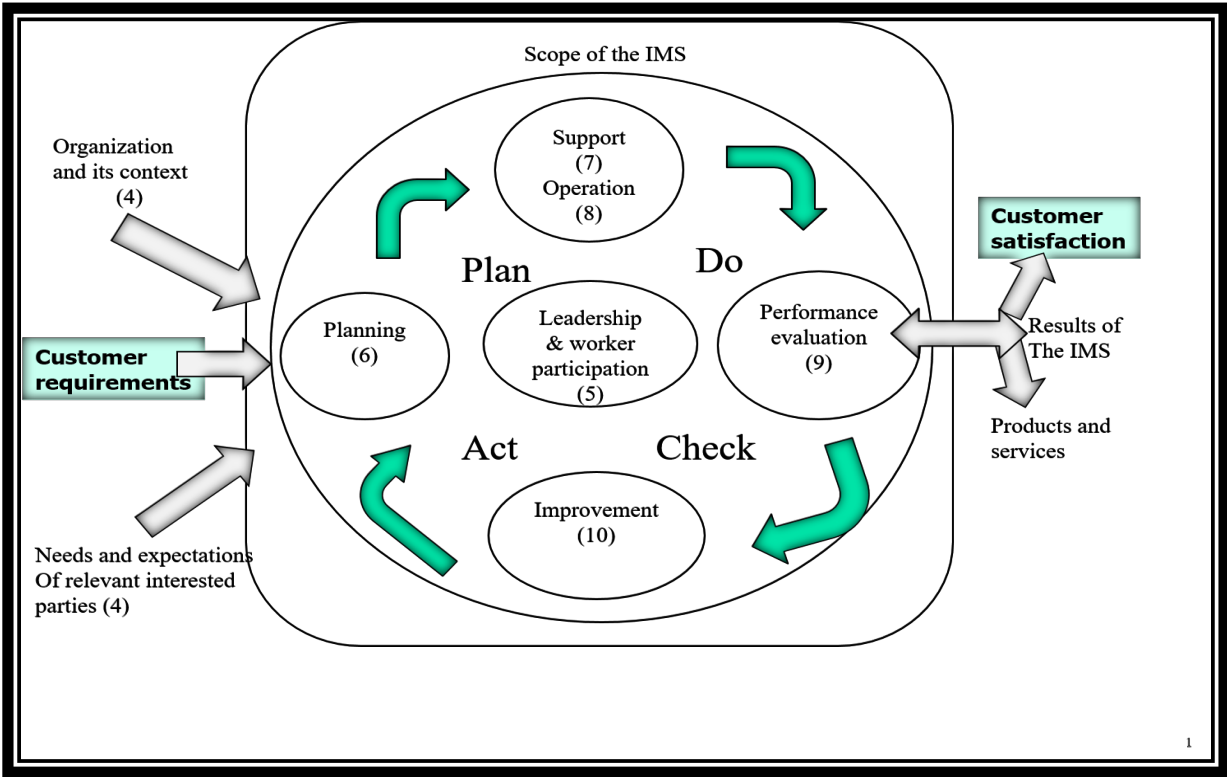 Scope of the IMS
Organization
and its context
(4)
Customer
requirements
Needs and expectations
Of relevant interested
parties (4)
Support
(7)
Operation
(8)
Plan
Do
Planning
(6)
Leadership
& worker
participation
(5)
Performance
evaluation
(9)
Act
Check
Improvement
(10)
Customer
satisfaction
Results of
The IMS
Products and
services
1